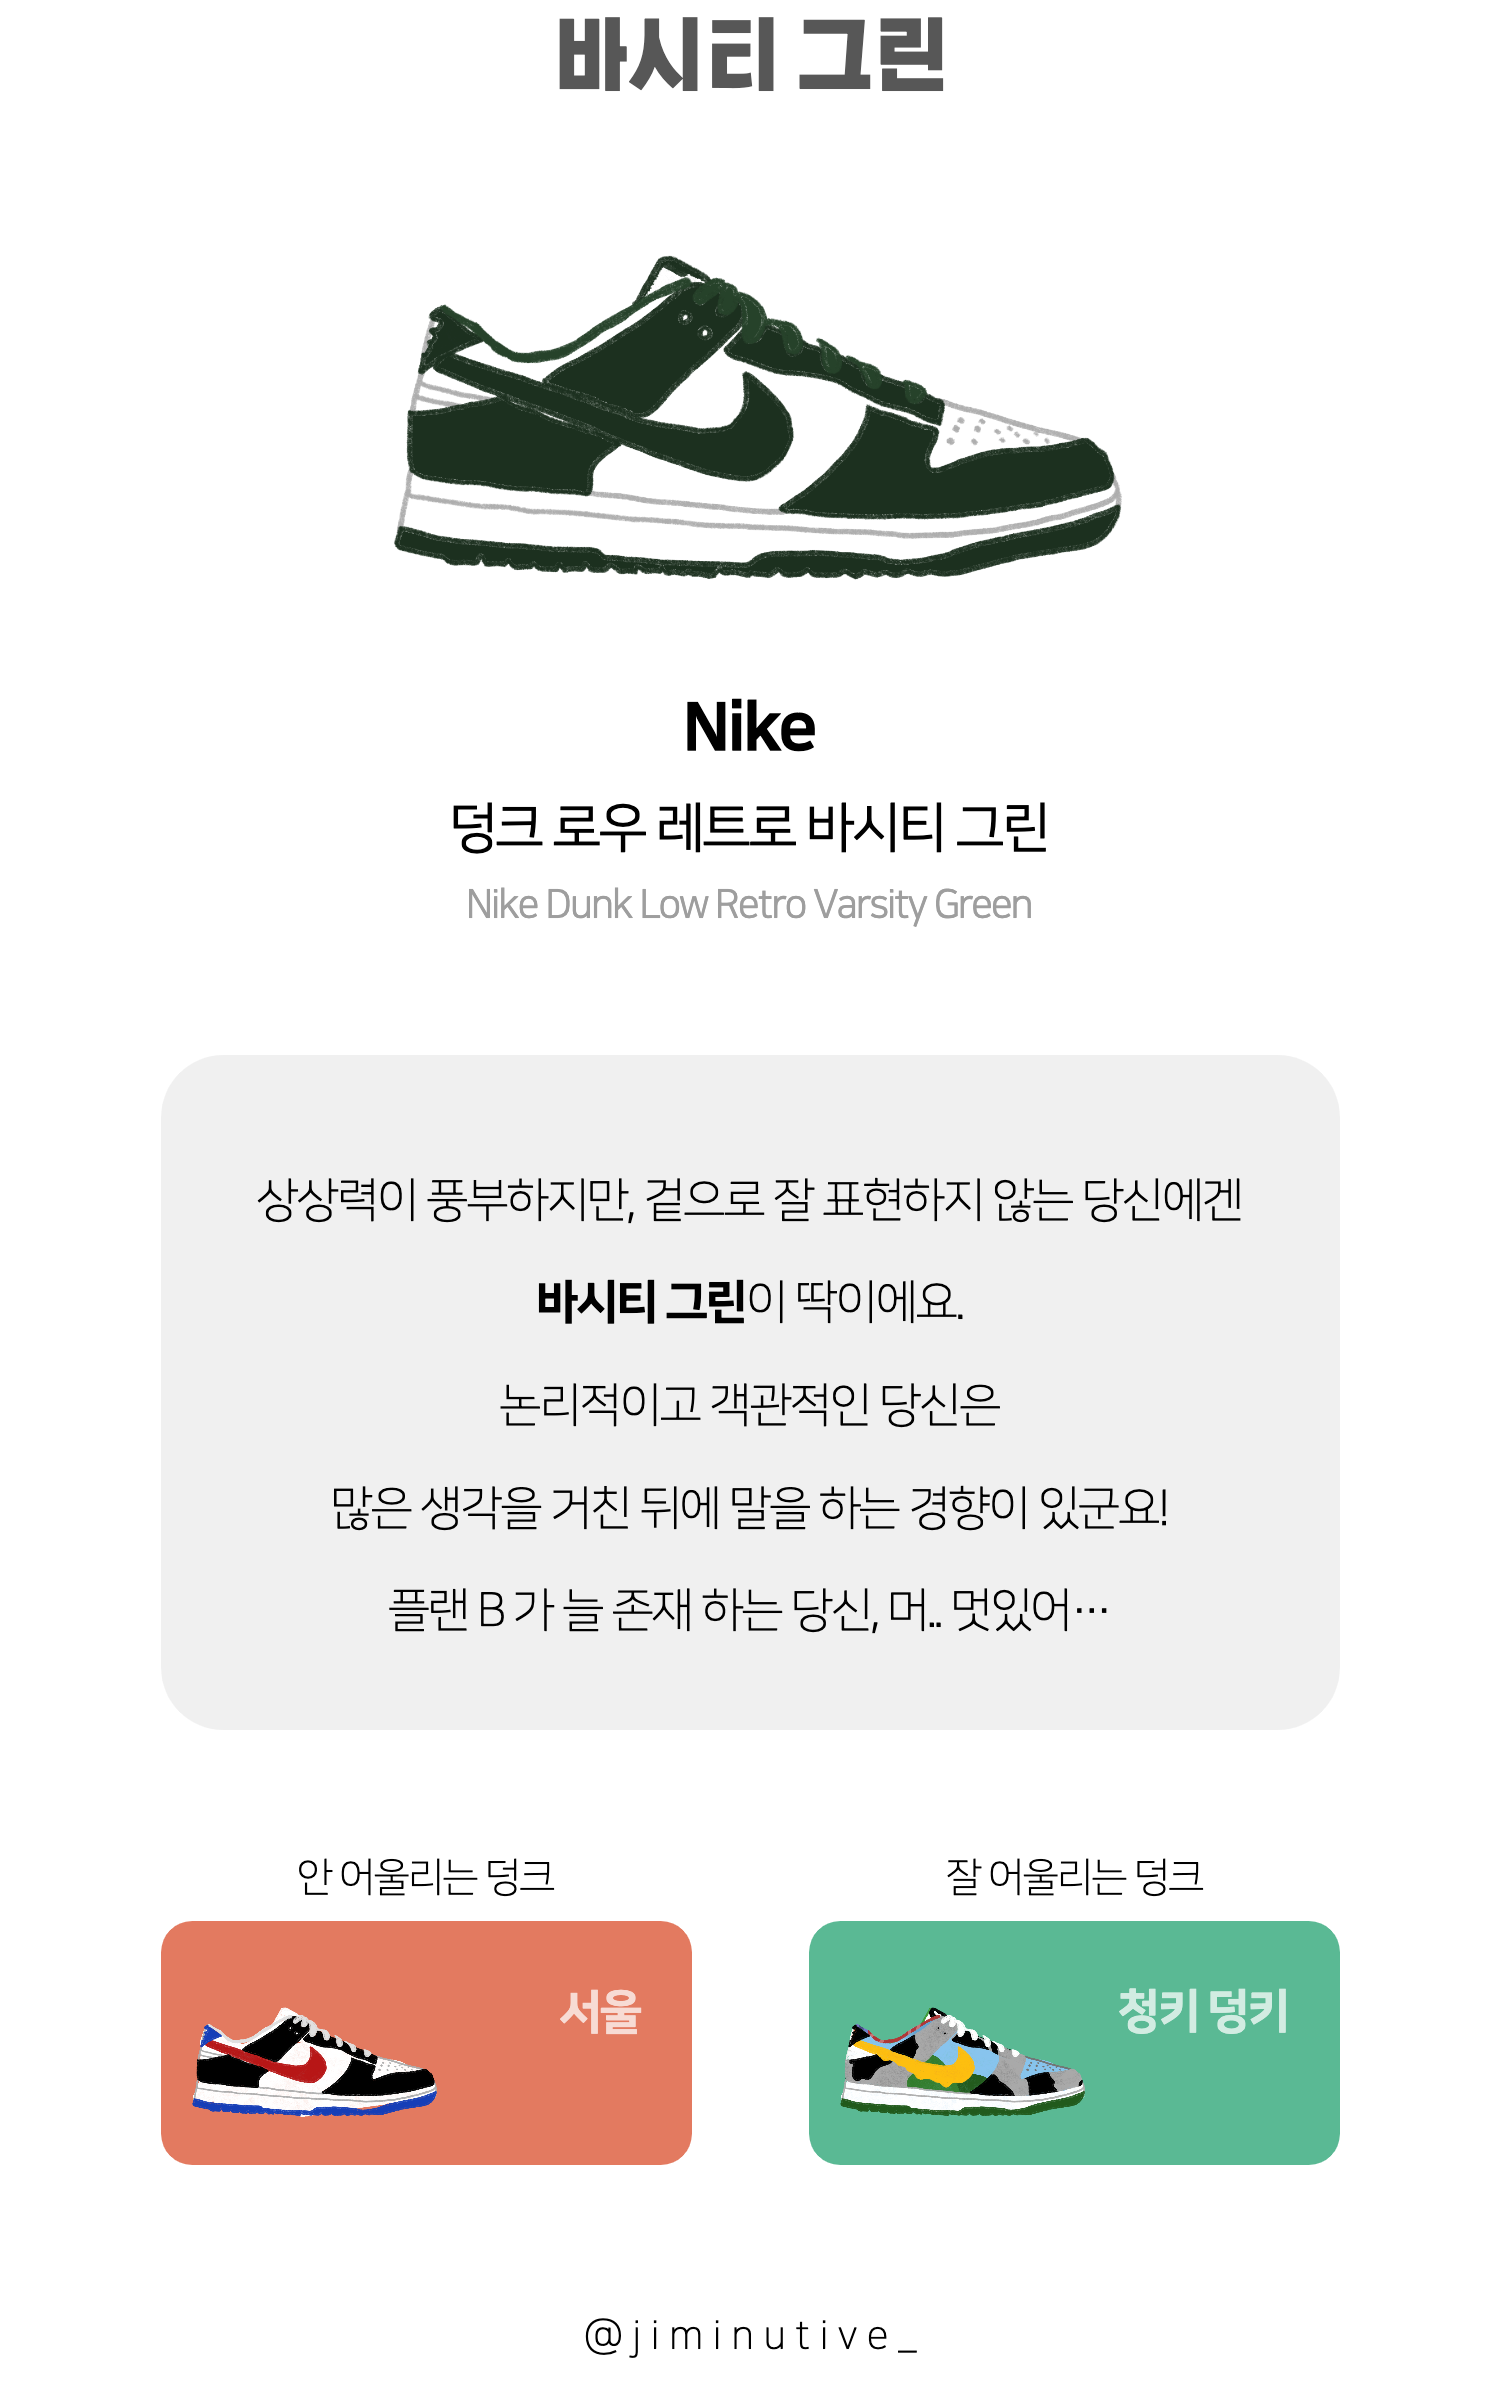 바시티 그린
Nike
덩크 로우 레트로 바시티 그린
Nike Dunk Low Retro Varsity Green
상상력이 풍부하지만, 겉으로 잘 표현하지 않는 당신에겐
바시티 그린이 딱이에요.
논리적이고 객관적인 당신은
많은 생각을 거친 뒤에 말을 하는 경향이 있군요!
플랜 B 가 늘 존재 하는 당신, 머.. 멋있어…
안 어울리는 덩크
서울
잘 어울리는 덩크
청키 덩키
@jiminutive_